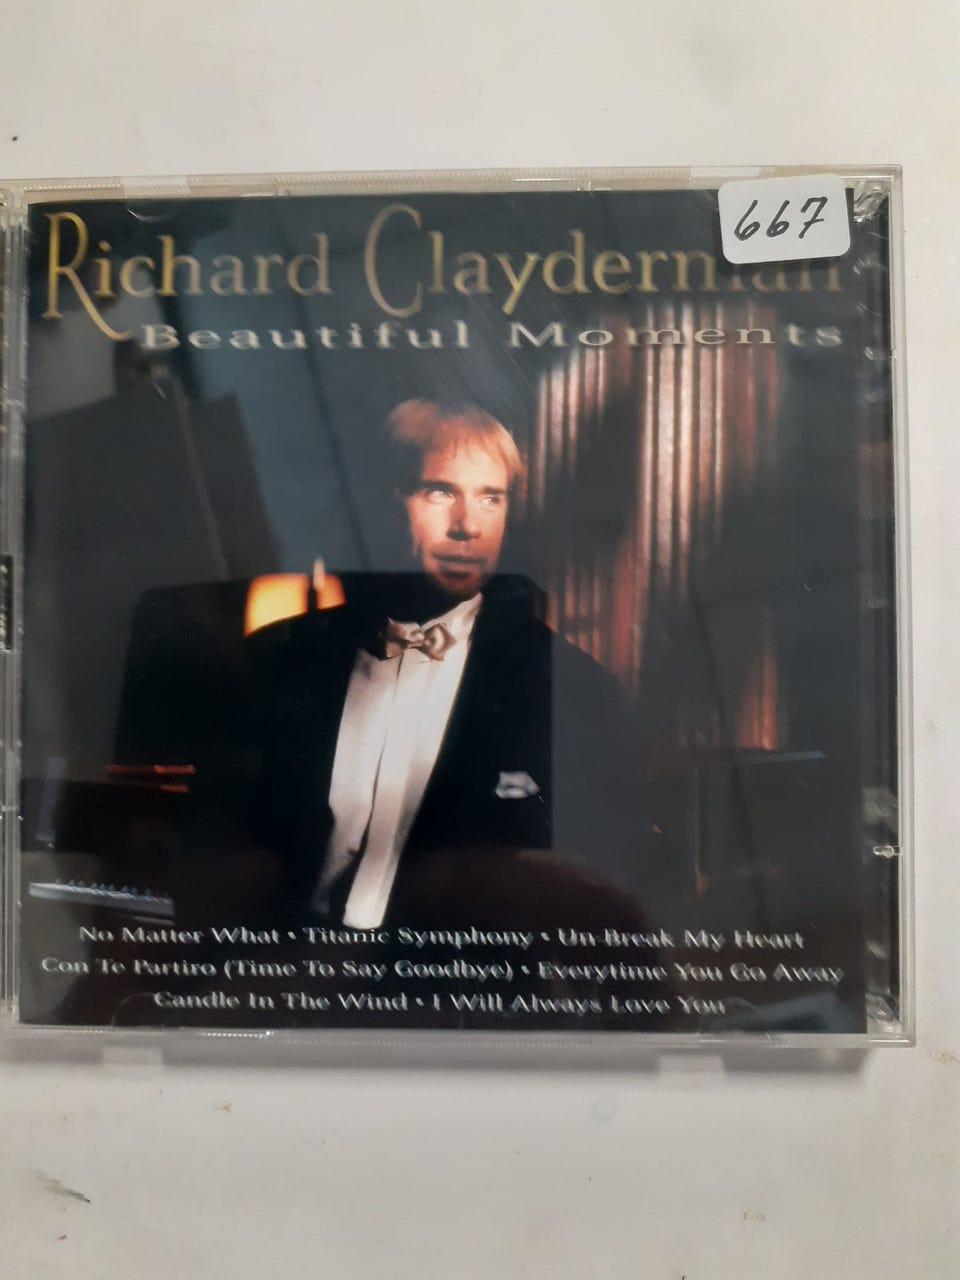 667
Richard Clayderman
Beautiful Moments
No Matter What • Titanic Symphony • Un-Break My Heart
Con Te Partiro (Time To Say Goodbye) • Everytime You Go Away
Candle In The Wind • I Will Always Love You